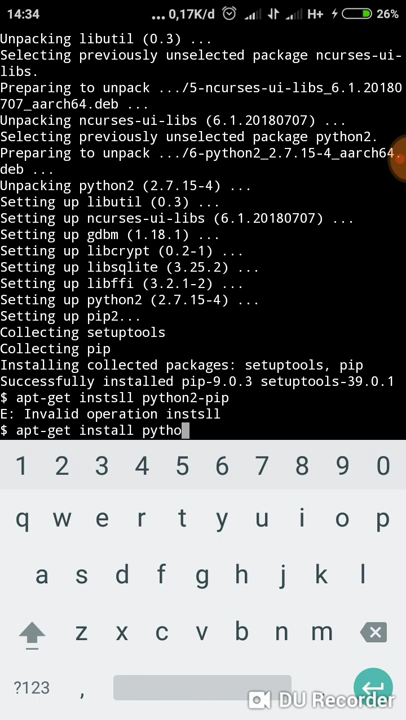 14:34 ... 0,17K/d H+ 26%
Unpacking libutil (0.3) ...
Selecting previously unselected package ncurses-ui-
libs.
Preparing to unpack .../5-ncurses-ui-libs_6.1.20180
707_aarch64.deb ...
Unpacking ncurses-ui-libs (6.1.20180707) ...
Selecting previously unselected package python2.
Preparing to unpack .../6-python2_2.7.15-4_aarch64.
deb ...
Unpacking python2 (2.7.15-4) ...
Setting up libutil (0.3) ...
Setting up ncurses-ui-libs (6.1.20180707) ...
Setting up gdbm (1.18.1) ...
Setting up libcrypt (0.2-1) ...
Setting up libsqlite (3.25.2) ...
Setting up libffi (3.2.1-2) ...
Setting up python2 (2.7.15-4) ...
Setting up pip2...
Collecting setuptools
Collecting pip
Installing collected packages: setuptools, pip
Successfully installed pip-9.0.3 setuptools-39.0.1
$ apt-get instsll python2-pip
E: Invalid operation instsll
$ apt-get install pytho
1 2 3 4 5 6 7 8 9 0
q w e r t y u i o p
a s d f g h j k l
z x c v b n m
?123 ,
DU Recorder